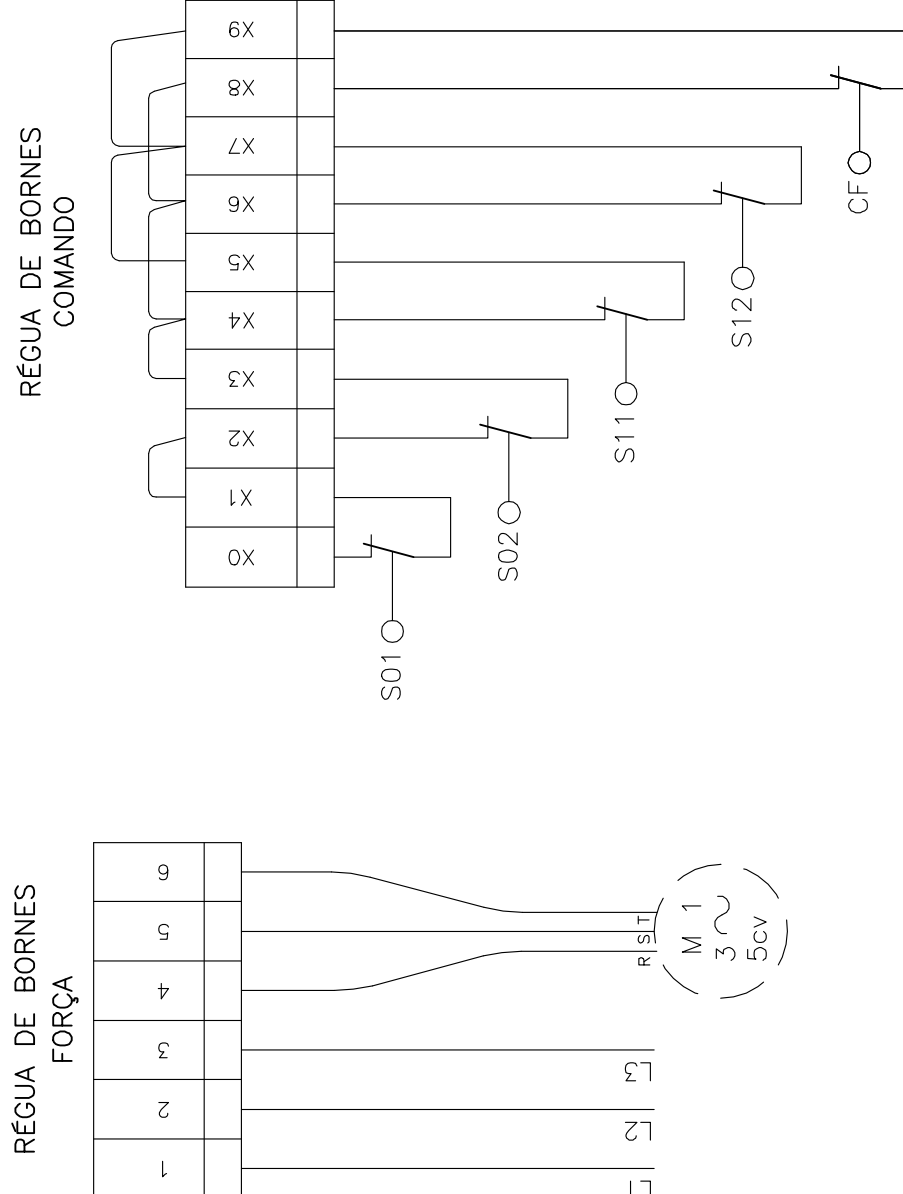 RÉGUA DE BORNES
COMANDO
X9
X8
X7
X6
X5
X4
X3
X2
X1
X0
CF
S12
S11
S02
S01
RÉGUA DE BORNES
FORÇA
6
5
4
3
2
1
R S T
M 1
3
5cv
L3
L2
L1